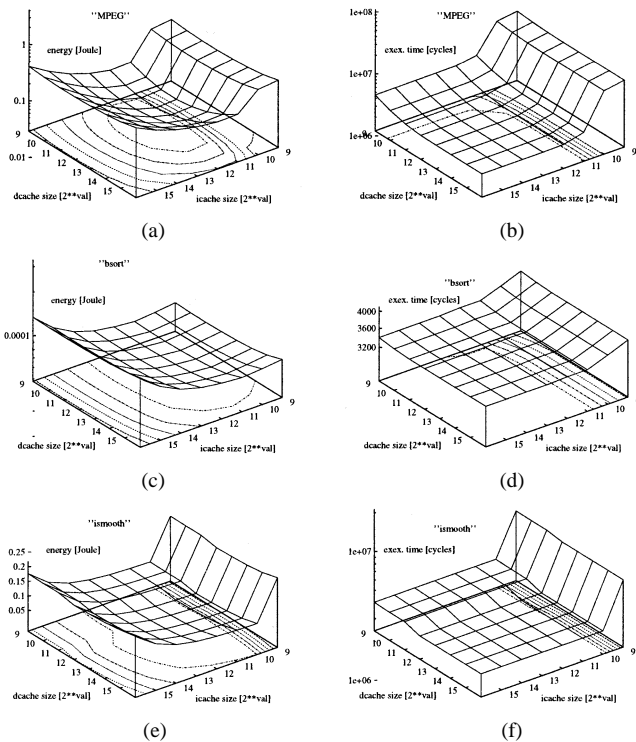 "MPEG"
energy [Joule]
1
0.1
0.01
9
10
11
12
13
14
15
dcache size [2**val]
15
14
13
12
11
10
9
icache size [2**val]
(a)
"MPEG"
exex. time [cycles]
1e+08
1e+07
1e+06
9
10
11
12
13
14
15
dcache size [2**val]
15
14
13
12
11
10
9
icache size [2**val]
(b)
"bsort"
energy [Joule]
0.0001
9
10
11
12
13
14
15
dcache size [2**val]
15
14
13
12
11
10
9
icache size [2**val]
(c)
"bsort"
exex. time [cycles]
4000
3600
3200
9
10
11
12
13
14
15
dcache size [2**val]
15
14
13
12
11
10
9
icache size [2**val]
(d)
"ismooth"
energy [Joule]
0.25
0.2
0.15
0.1
0.05
9
10
11
12
13
14
15
dcache size [2**val]
15
14
13
12
11
10
9
icache size [2**val]
(e)
"ismooth"
exex. time [cycles]
1e+07
1e+06
9
10
11
12
13
14
15
dcache size [2**val]
15
14
13
12
11
10
9
icache size [2**val]
(f)